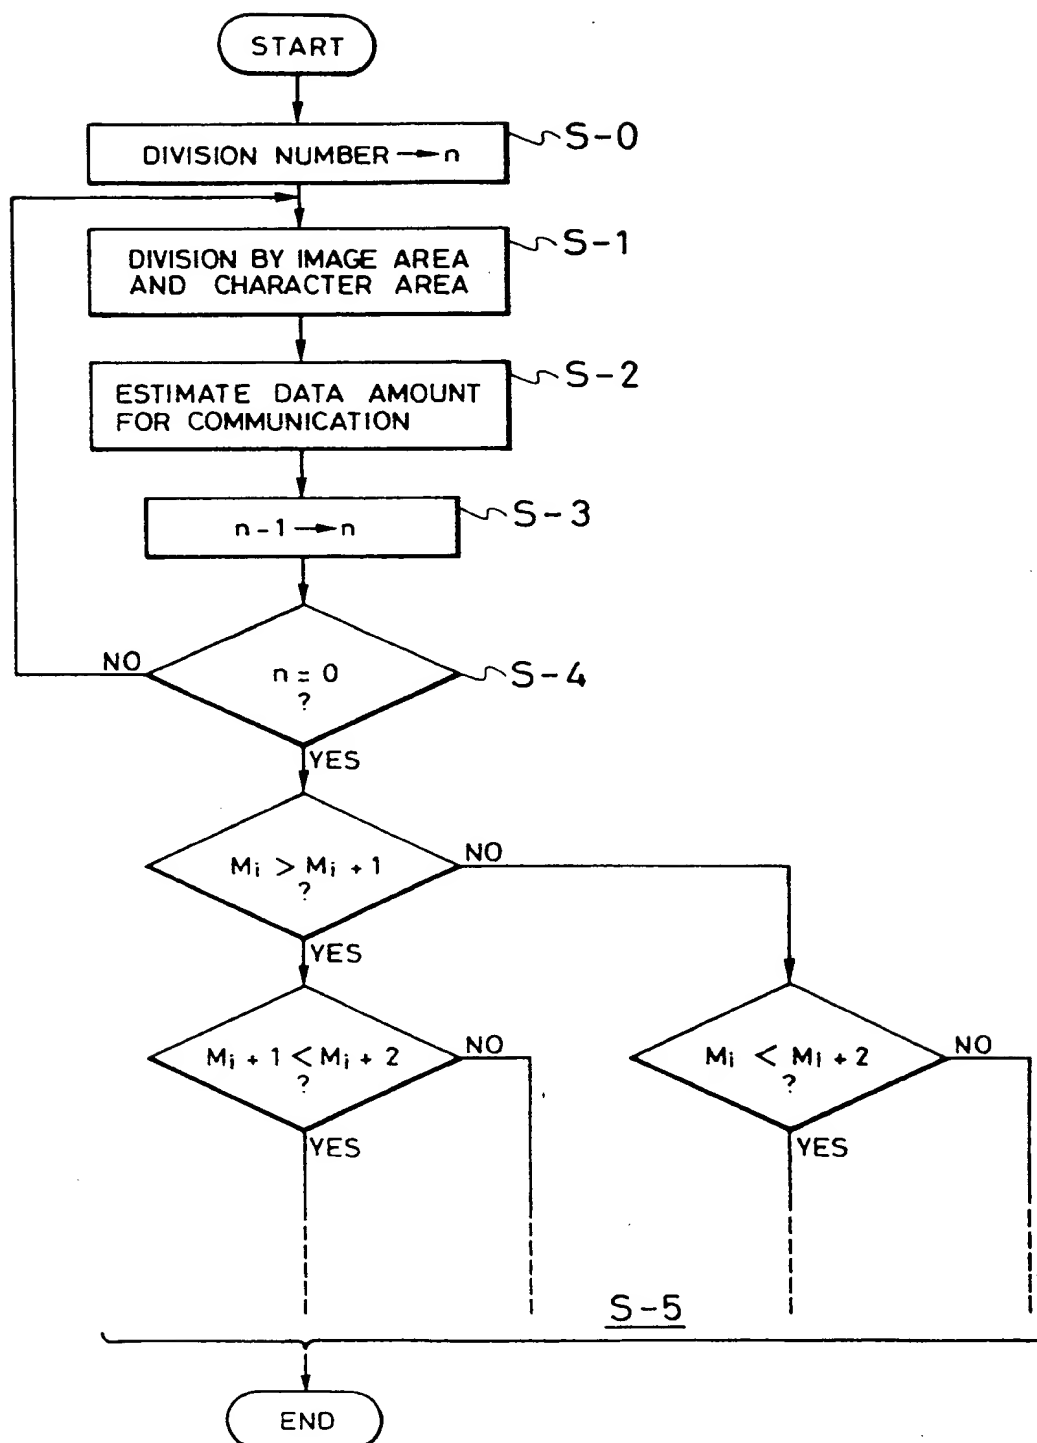 START
DIVISION NUMBER → n
S-0
DIVISION BY IMAGE AREA
AND CHARACTER AREA
S-1
ESTIMATE DATA AMOUNT
FOR COMMUNICATION
S-2
n-1 → n
S-3
n = 0
?
NO
S-4
YES
Mi > Mi + 1
?
NO
YES
Mi + 1 < Mi + 2
?
NO
Mi < Mi + 2
?
NO
YES
YES
S-5
END